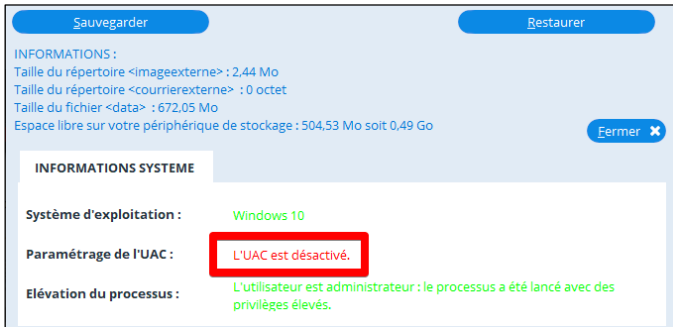 Sauvegarder
Restaurer
INFORMATIONS :
Taille du répertoire <imageexterne> : 2,44 Mo
Taille du répertoire <courrierexterne> : 0 octet
Taille du fichier <data> : 672,05 Mo
Espace libre sur votre périphérique de stockage : 504,53 Mo soit 0,49 Go
Fermer
INFORMATIONS SYSTEME
Système d'exploitation :
Windows 10
Paramétrage de l'UAC :
L'UAC est désactivé.
Elévation du processus :
L'utilisateur est administrateur : le processus a été lancé avec des
privilèges élevés.